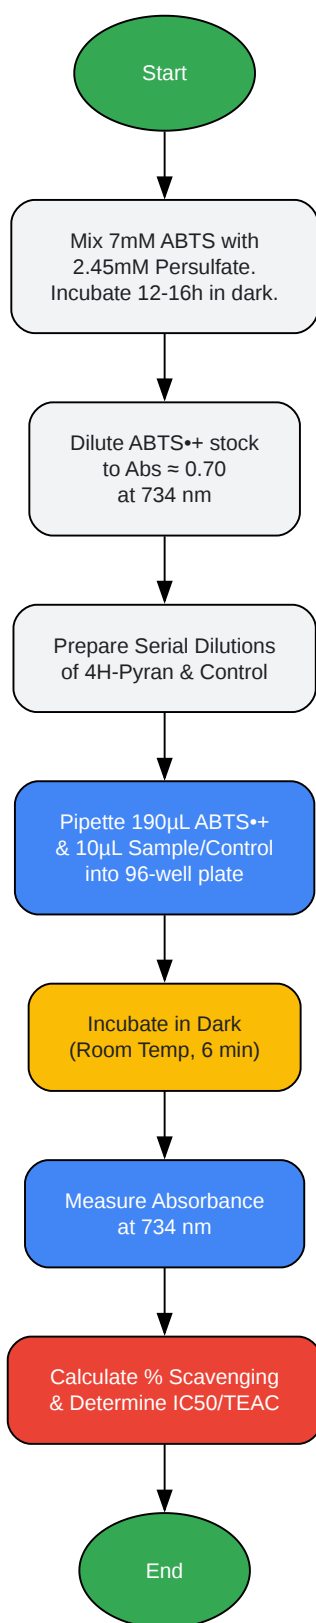 Start
Mix 7mM ABTS with
2.45mM Persulfate.
Incubate 12-16h in dark.
Dilute ABTS•+ stock
to Abs ≈ 0.70
at 734 nm
Prepare Serial Dilutions
of 4H-Pyran & Control
Pipette 190µL ABTS•+
& 10µL Sample/Control
into 96-well plate
Incubate in Dark
(Room Temp, 6 min)
Measure Absorbance
at 734 nm
Calculate % Scavenging
& Determine IC50/TEAC
End